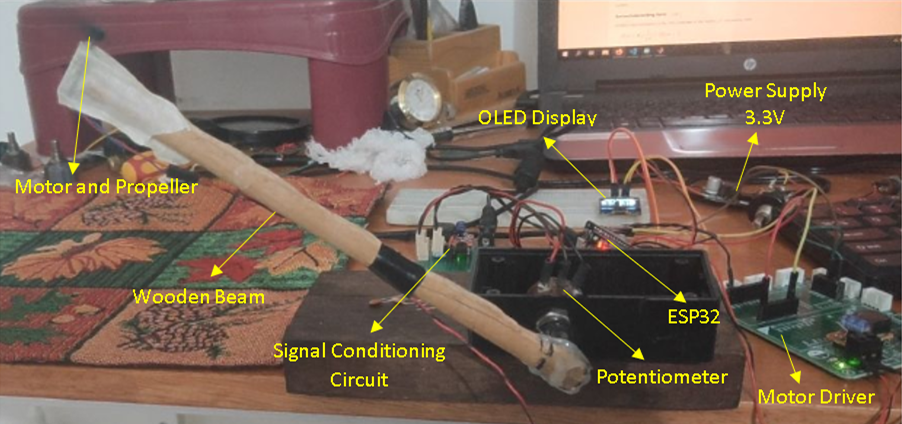 Power Supply
3.3V
OLED Display
Motor and Propeller
Wooden Beam
ESP32
Signal Conditioning
Circuit
Potentiometer
Motor Driver